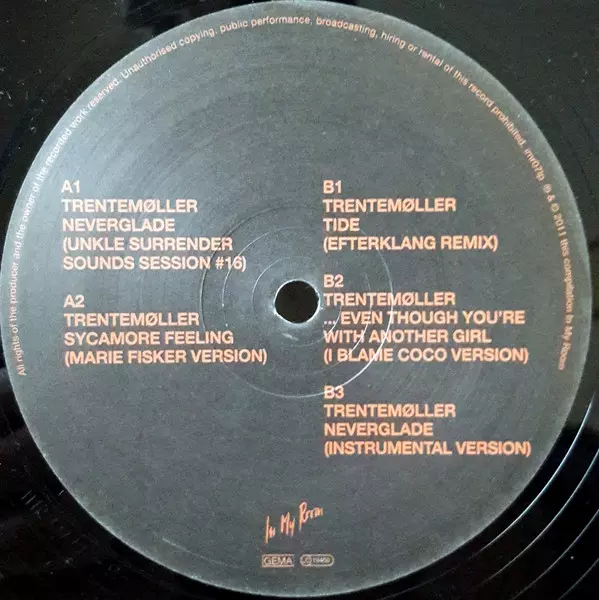 All rights of the producer and the owner of the recorded work reserved. Unauthorised copying, public performance, broadcasting, hiring or rental of this record prohibited. imr07lp ℗ & © 2011 this compilation In My Room
A1
TRENTEMØLLER
NEVERGLADE
(UNKLE SURRENDER
SOUNDS SESSION #16)
A2
TRENTEMØLLER
SYCAMORE FEELING
(MARIE FISKER VERSION)
B1
TRENTEMØLLER
TIDE
(EFTERKLANG REMIX)
B2
TRENTEMØLLER
... EVEN THOUGH YOU'RE
WITH ANOTHER GIRL
(I BLAME COCO VERSION)
B3
TRENTEMØLLER
NEVERGLADE
(INSTRUMENTAL VERSION)
In My Room
GEMA